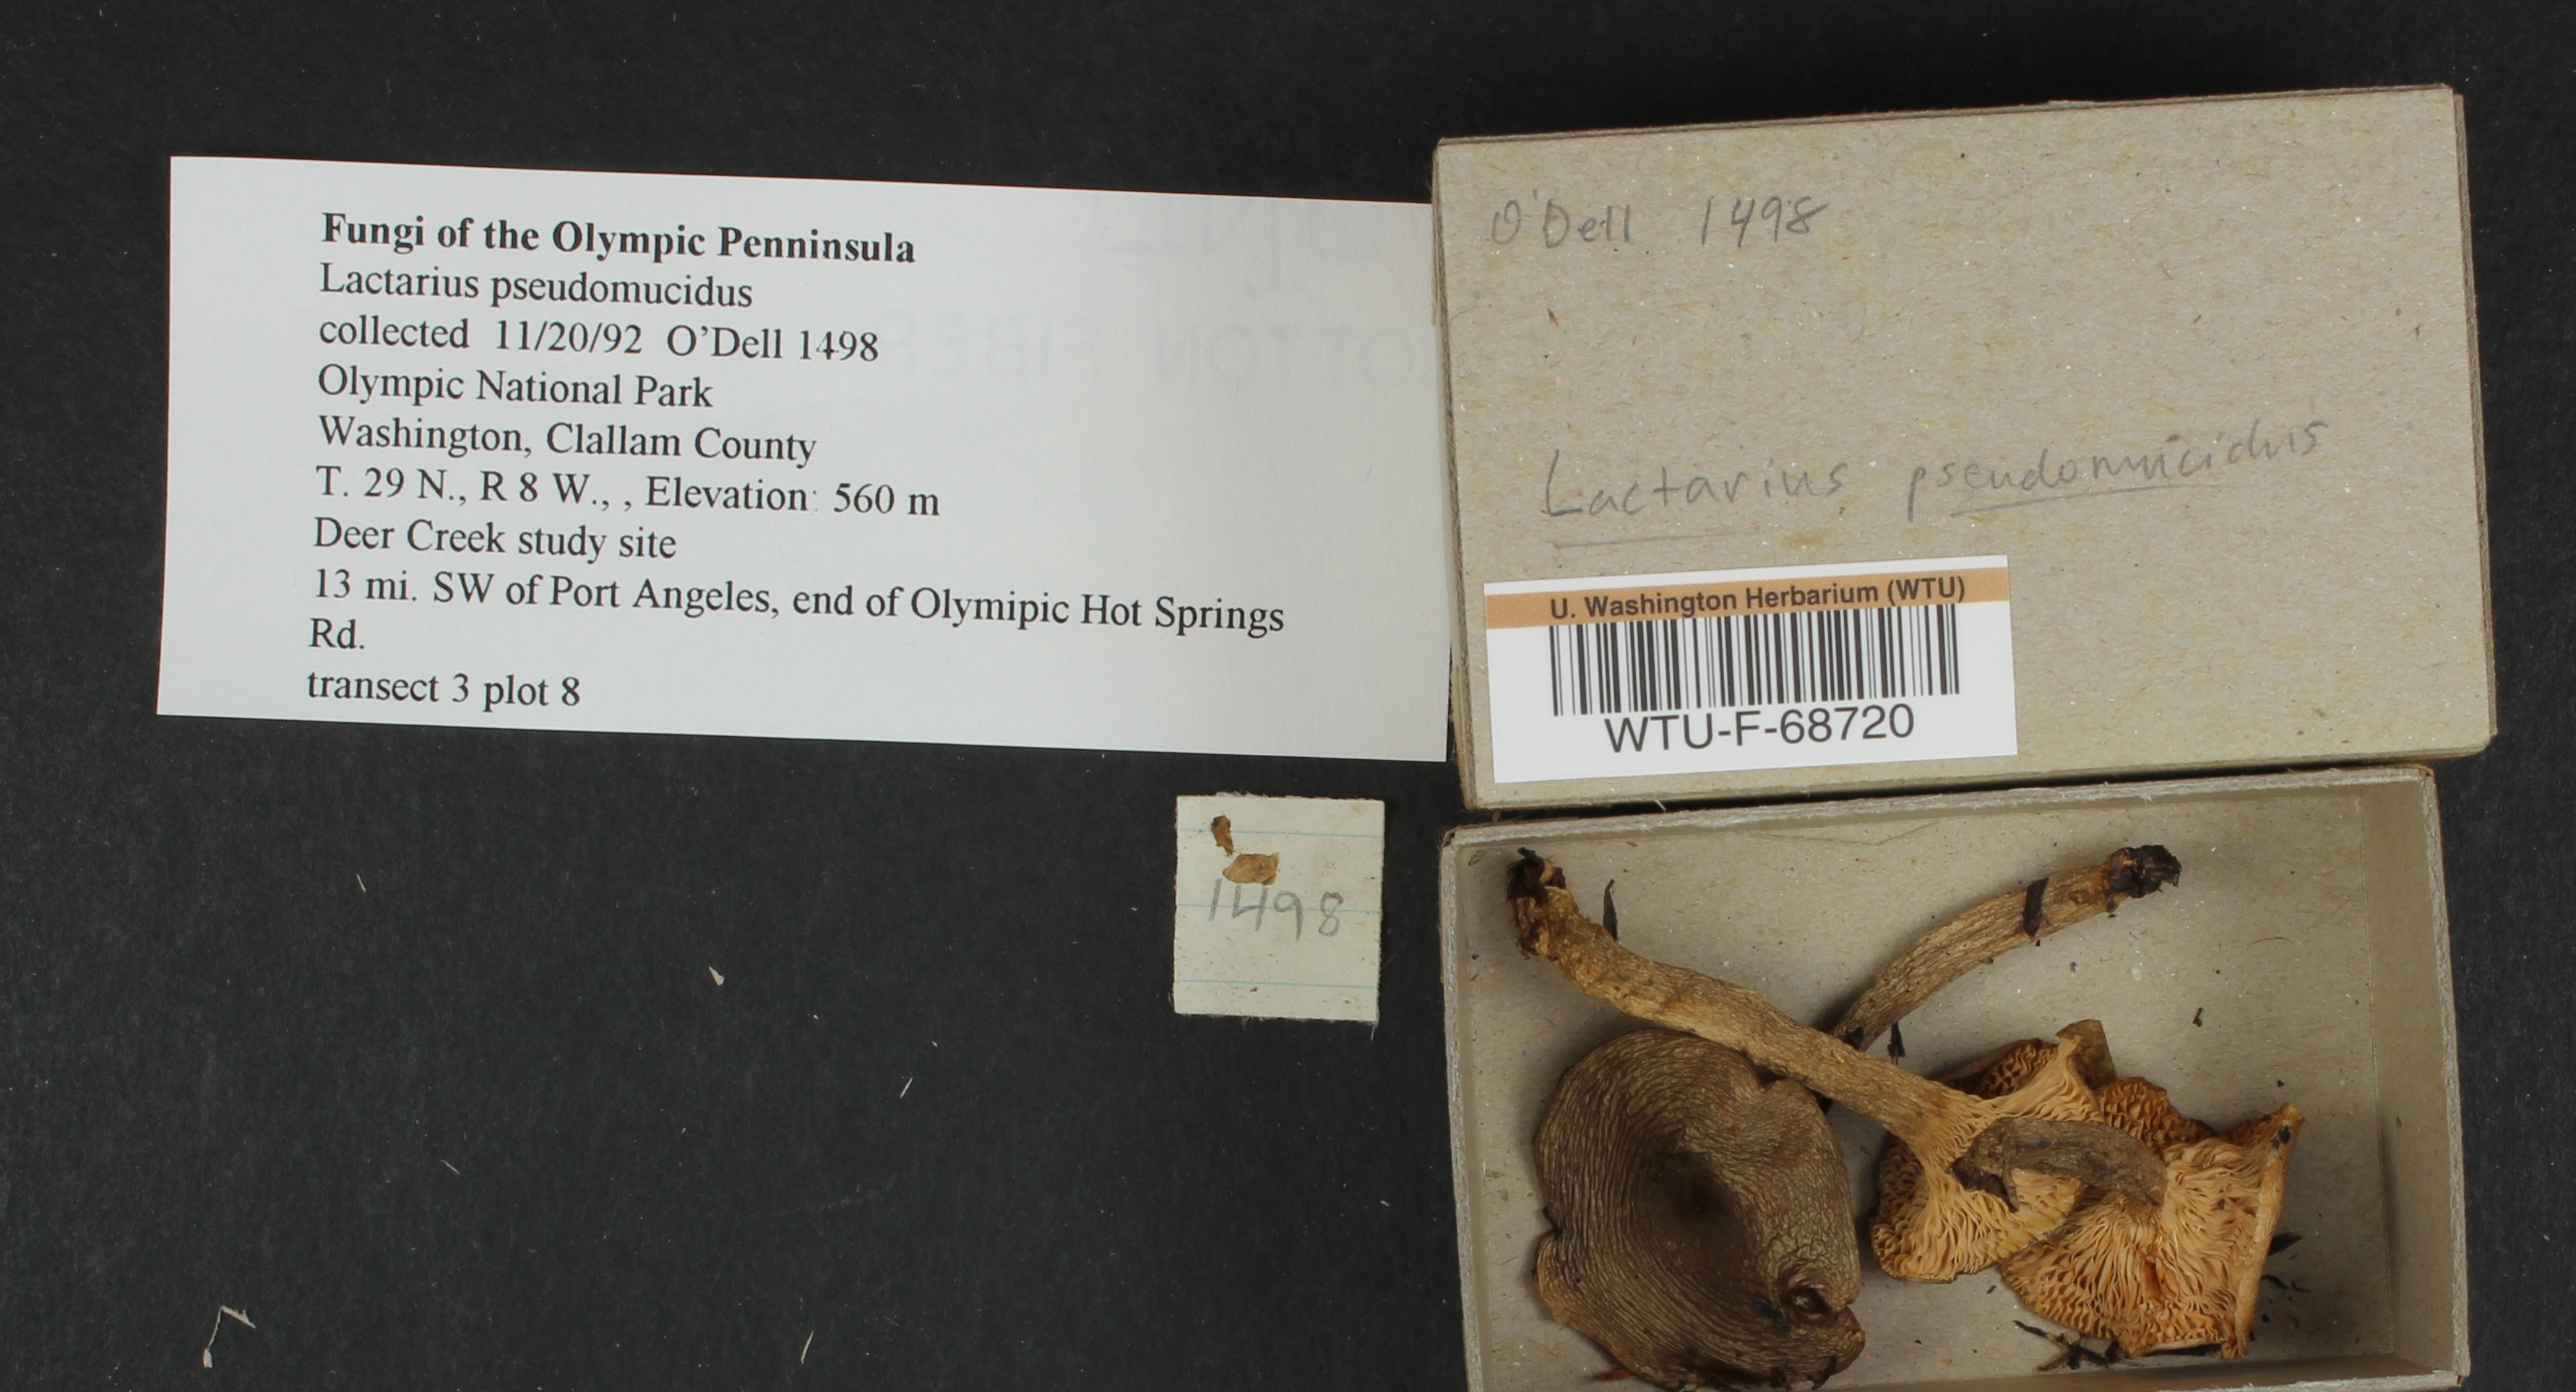 Fungi of the Olympic Penninsula
Lactarius pseudomucidus
collected 11/20/92 O'Dell 1498
Olympic National Park
Washington, Clallam County
T. 29 N., R 8 W., , Elevation: 560 m
Deer Creek study site
13 mi. SW of Port Angeles, end of Olymipic Hot Springs
Rd.
transect 3 plot 8
O'Dell 1498
Lactarius pseudomucidus
U. Washington Herbarium (WTU)
WTU-F-68720
1498